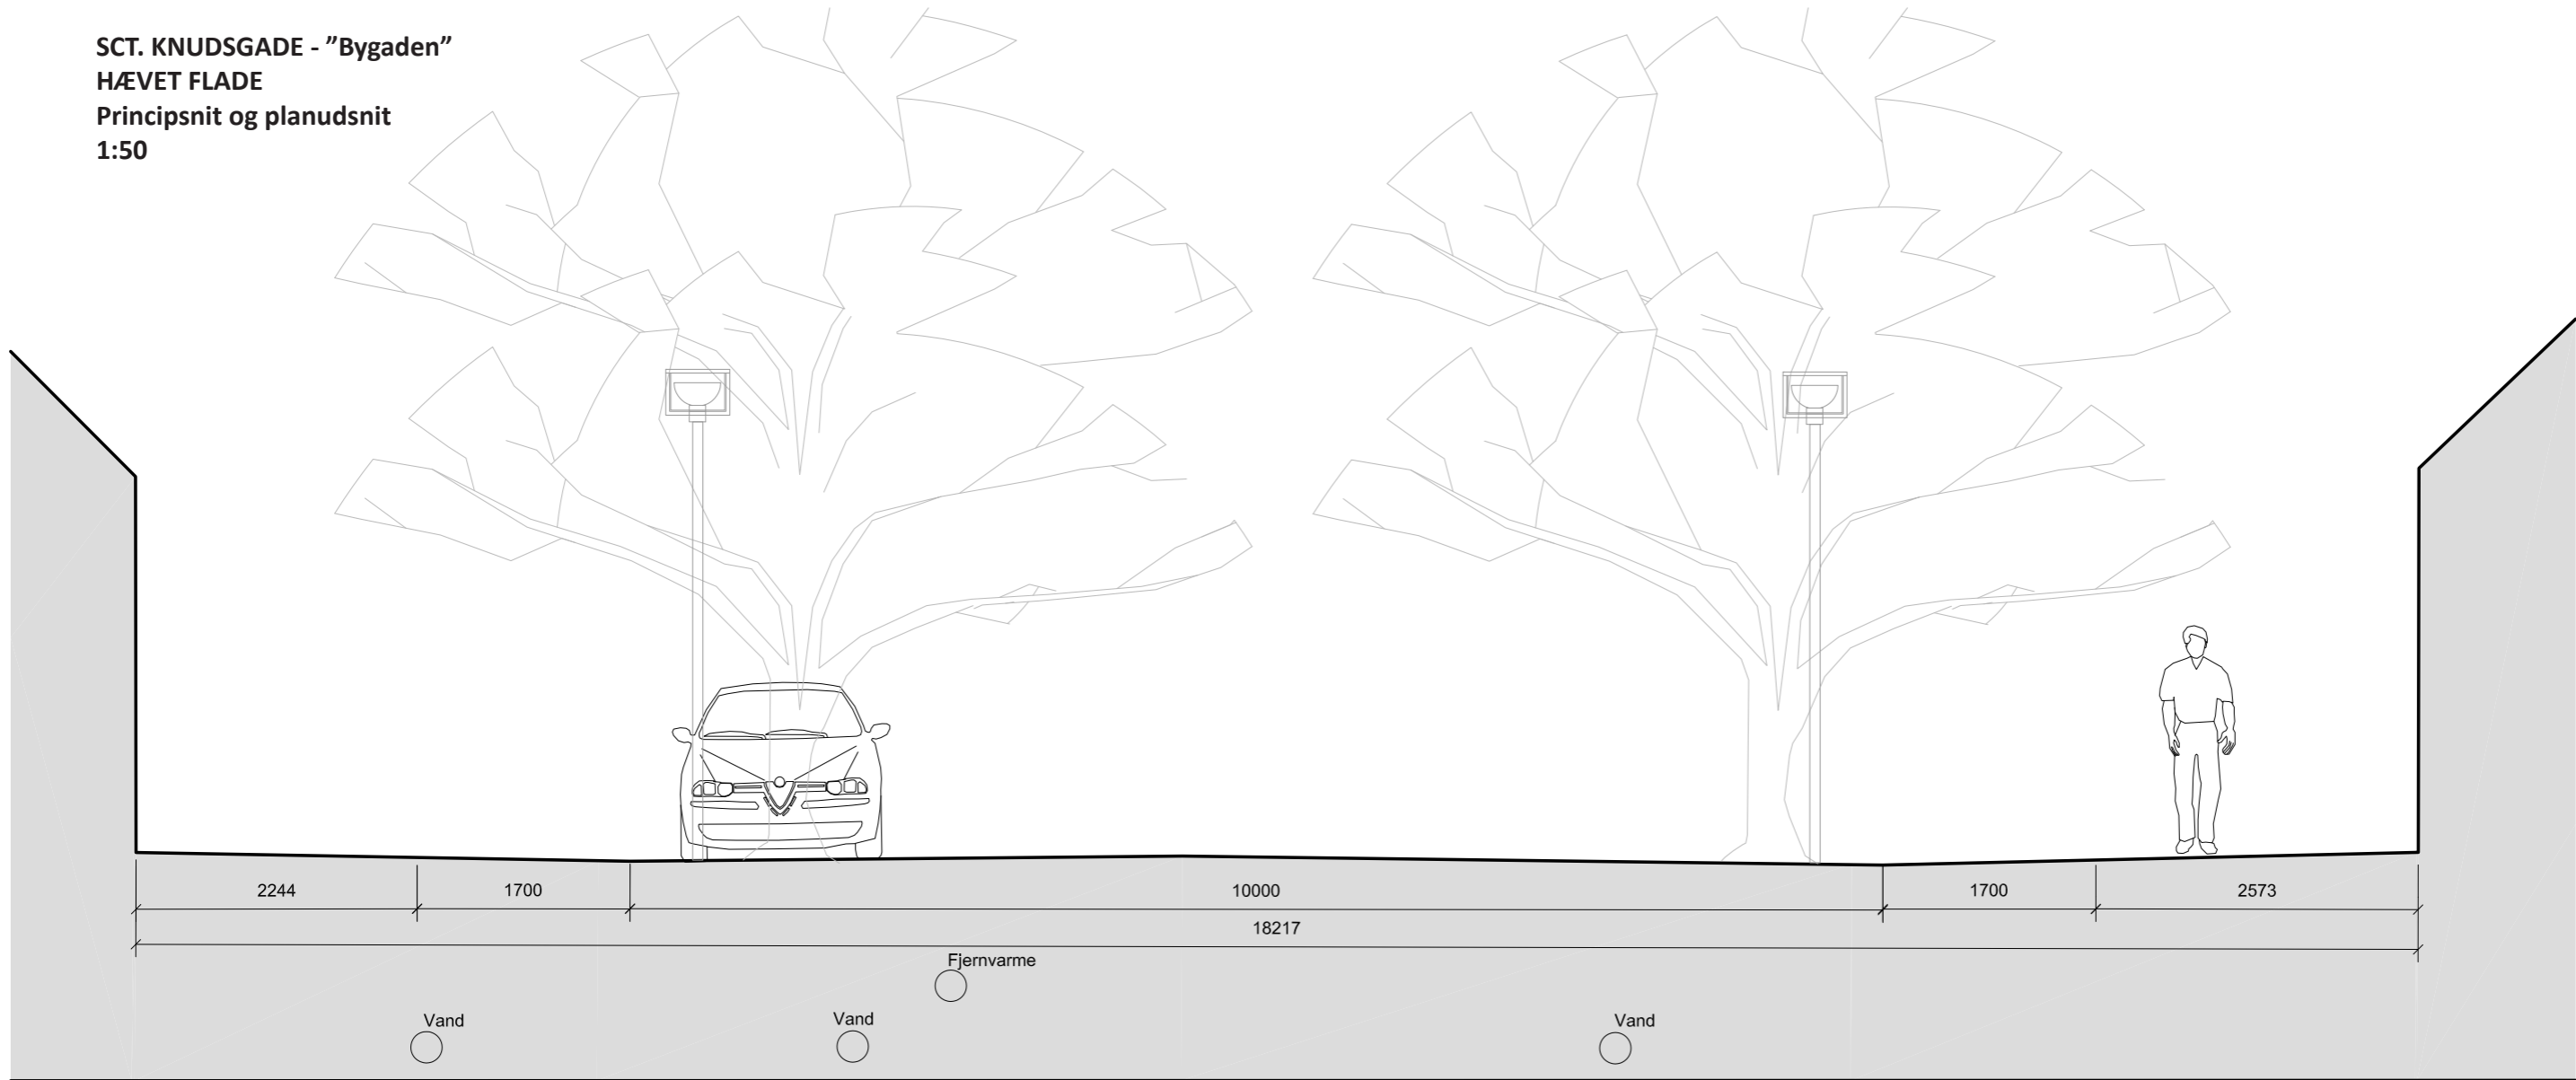 SCT. KNUDSGADE - ”Bygaden”
HÆVET FLADE
Principsnit og planudsnit
1:50
2244 1700 10000 1700 2573
18217
Fjernvarme
Vand Vand Vand